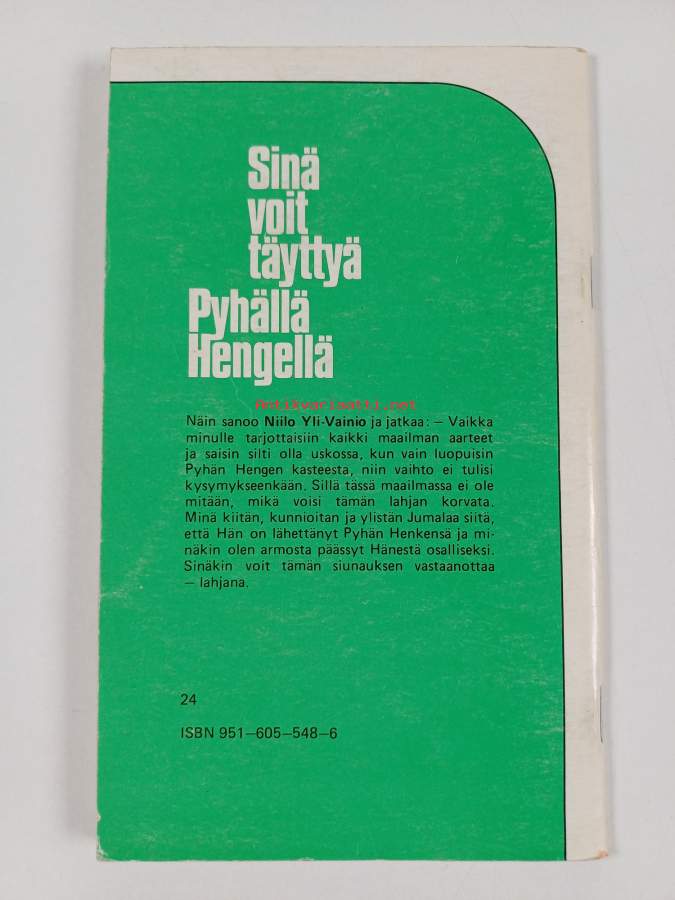 Sinä
voit
täyttyä
Pyhällä
Hengellä
Antikvariaatti.net
Näin sanoo Niilo Yli-Vainio ja jatkaa: — Vaikka
minulle tarjottaisiin kaikki maailman aarteet
ja saisin silti olla uskossa, kun vain luopuisin
Pyhän Hengen kasteesta, niin vaihto ei tulisi
kysymykseenkään. Sillä tässä maailmassa ei ole
mitään, mikä voisi tämän lahjan korvata.
Minä kiitän, kunnioitan ja ylistän Jumalaa siitä,
että Hän on lähettänyt Pyhän Henkensä ja mi-
näkin olen armosta päässyt Hänestä osalliseksi.
Sinäkin voit tämän siunauksen vastaanottaa
— lahjana.
24
ISBN 951—605—548—6